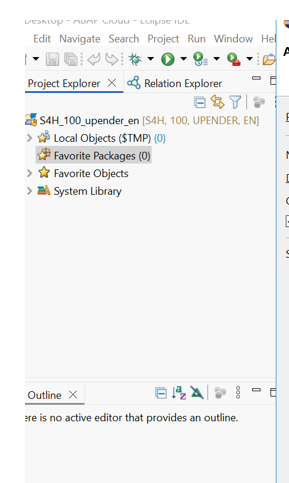 Desktop - ABAP Cloud - Eclipse IDE
Edit Navigate Search Project Run Window Hel
Project Explorer Relation Explorer
S4H_100_upender_en [S4H, 100, UPENDER, EN]
Local Objects ($TMP) (0)
Favorite Packages (0)
Favorite Objects
System Library
Outline
ere is no active editor that provides an outline.